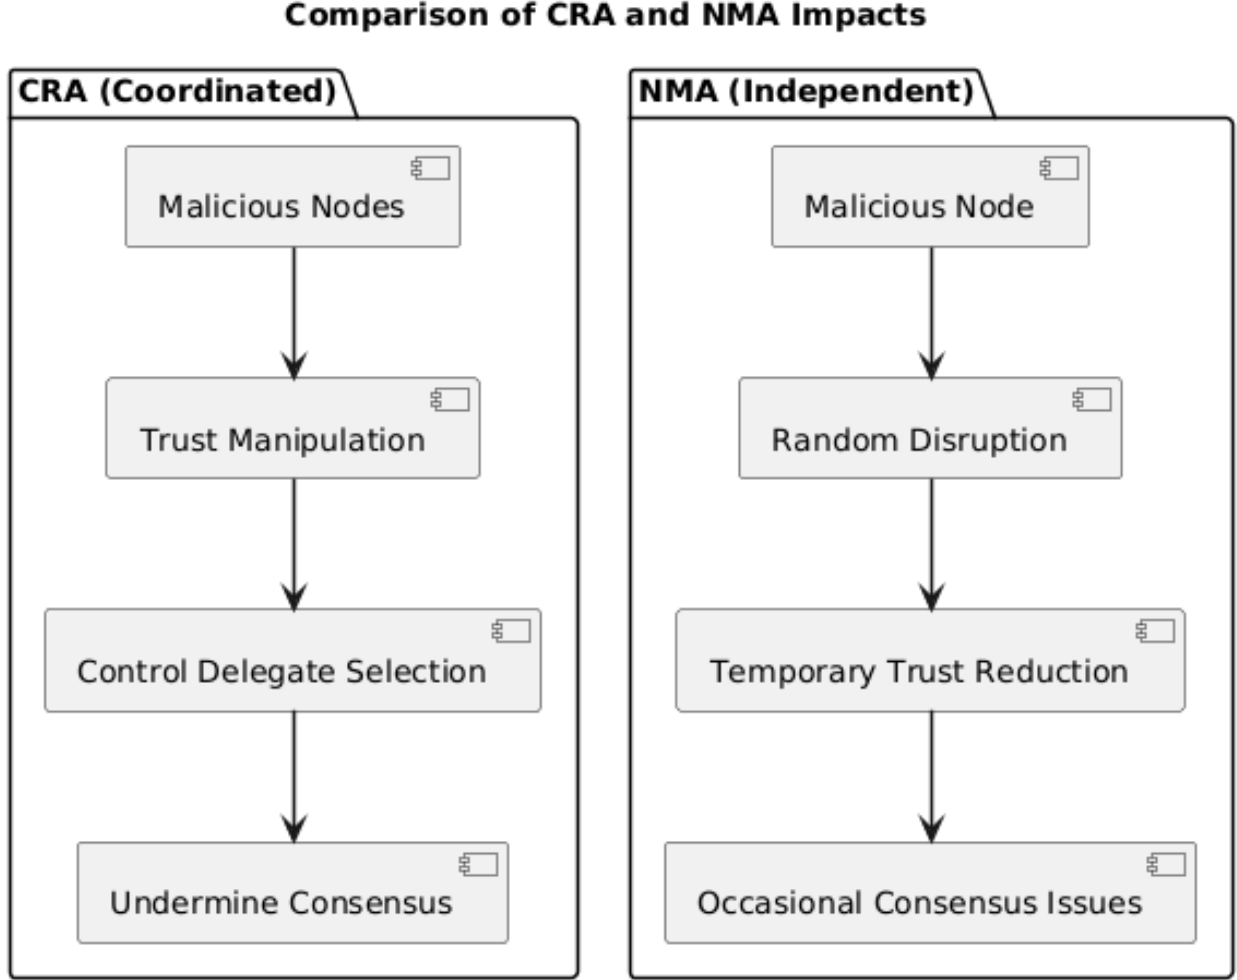 Comparison of CRA and NMA Impacts
CRA (Coordinated)
Malicious Nodes
Trust Manipulation
Control Delegate Selection
Undermine Consensus
NMA (Independent)
Malicious Node
Random Disruption
Temporary Trust Reduction
Occasional Consensus Issues